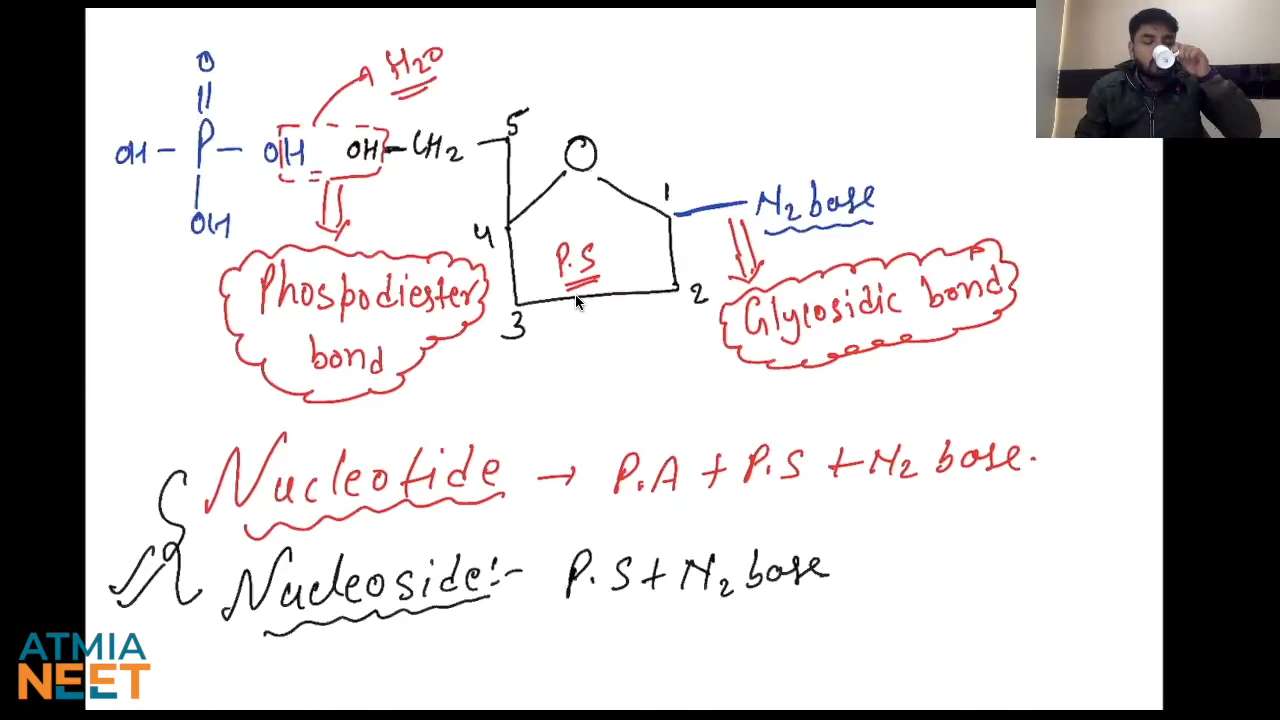 O
H2O
||
OH - P - OH OH - CH2
5
O
OH
1
N2 base
4
P.S
2
3
Phospodiester
bond
Glycosidic bond
Nucleotide → P.A + P.S + N2 base.
Nucleoside:- P.S + N2 base
ATMIA
NEET